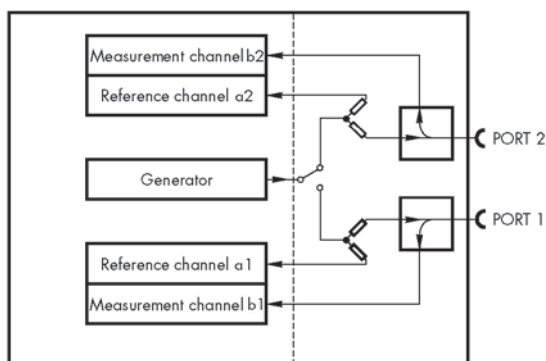 Measurement channel b2
Reference channel a2
PORT 2
Generator
PORT 1
Reference channel a1
Measurement channel b1